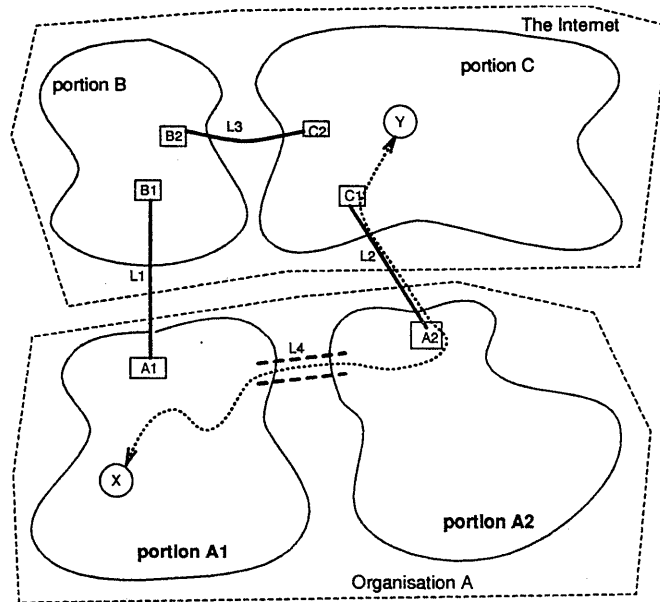 The Internet
portion B
portion C
L3
B2
C2
Y
B1
C1
L1
L2
A1
L4
A2
X
portion A1
portion A2
Organisation A